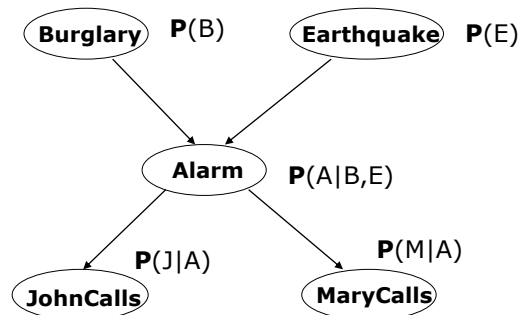 Burglary P(B)
Earthquake P(E)
Alarm
P(A|B,E)
P(J|A)
P(M|A)
JohnCalls
MaryCalls